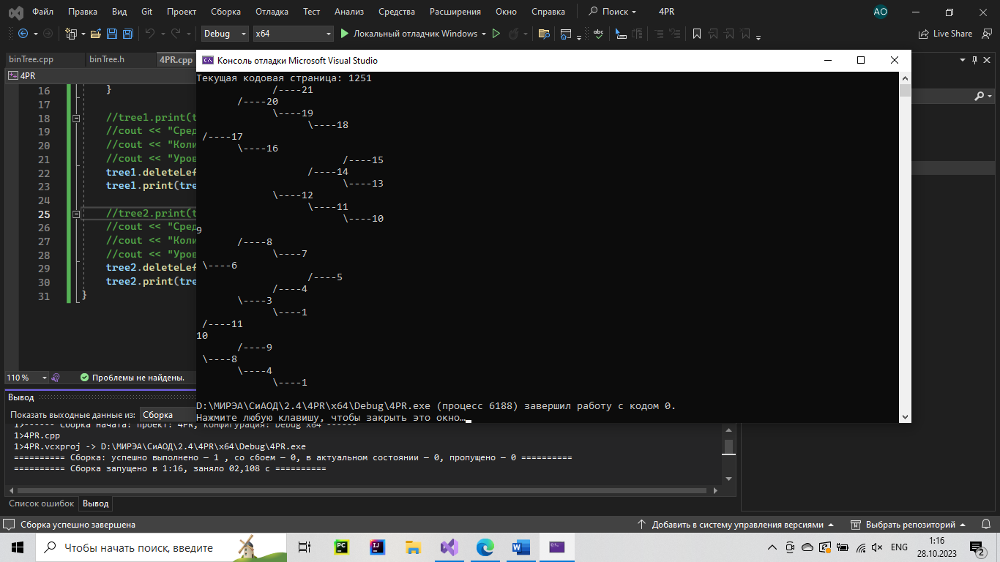 Файл Правка Вид Git Проект Сборка Отладка Тест Анализ Средства Расширения Окно Справка Поиск 4PR AO
Debug x64 Локальный отладчик Windows Live Share
binTree.cpp binTree.h 4PR.cpp
4PR
Консоль отладки Microsoft Visual Studio
Текущая кодовая страница: 1251
/----21
/----20
\----19
\----18
/----17
\----16
/----15
/----14
\----13
\----12
\----11
\----10
9
/----8
\----7
\----6
/----5
/----4
\----3
\----1
/----11
10
/----9
\----8
\----4
\----1
D:\МИРЭА\СиАОД\2.4\4PR\x64\Debug\4PR.exe (процесс 6188) завершил работу с кодом 0.
Нажмите любую клавишу, чтобы закрыть это окно…
16 }
17
18 //tree1.print(t
19 //cout << "Сред
20 //cout << "Коли
21 //cout << "Уров
22 tree1.deleteLef
23 tree1.print(tre
24
25 //tree2.print(t
26 //cout << "Сред
27 //cout << "Коли
28 //cout << "Уров
29 tree2.deleteLef
30 tree2.print(tre
31 }
110 % Проблемы не найдены.
Вывод
Показать выходные данные из: Сборка
1>------ Сборка начата: проект: 4PR, Конфигурация: Debug x64 ------
1>4PR.cpp
1>4PR.vcxproj -> D:\МИРЭА\СиАОД\2.4\4PR\x64\Debug\4PR.exe
========== Сборка: успешно выполнено — 1 , со сбоем — 0, в актуальном состоянии — 0, пропущено — 0 ==========
========== Сборка запущено в 1:16, заняло 02,108 с ==========
Список ошибок Вывод
Сборка успешно завершена Добавить в систему управления версиями Выбрать репозиторий
Чтобы начать поиск, введите ENG 1:16
28.10.2023 2